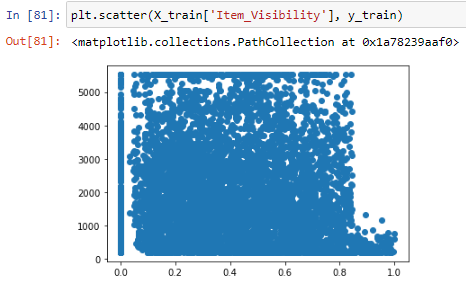 In [81]: plt.scatter(X_train['Item_Visibility'], y_train)
Out[81]: <matplotlib.collections.PathCollection at 0x1a78239aaf0>
5000
4000
3000
2000
1000
0
0.0 0.2 0.4 0.6 0.8 1.0